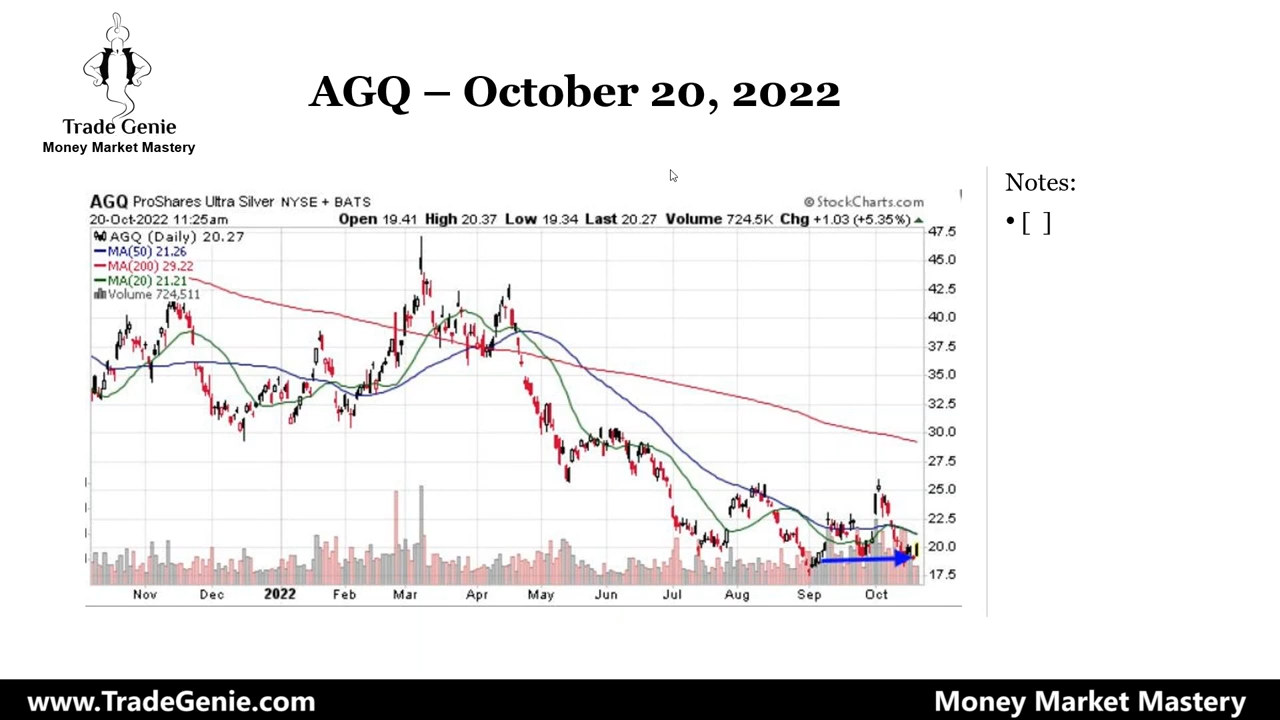 Trade Genie
Money Market Mastery
AGQ – October 20, 2022
AGQ ProShares Ultra Silver NYSE + BATS
© StockCharts.com
20-Oct-2022 11:25am
Open 19.41 High 20.37 Low 19.34 Last 20.27 Volume 724.5K Chg +1.03 (+5.35%)
AGQ (Daily) 20.27
MA(50) 21.26
MA(200) 29.22
MA(20) 21.21
Volume 724,511
47.5
45.0
42.5
40.0
37.5
35.0
32.5
30.0
27.5
25.0
22.5
20.0
17.5
Nov Dec 2022 Feb Mar Apr May Jun Jul Aug Sep Oct
Notes:
• [ ]
www.TradeGenie.com
Money Market Mastery